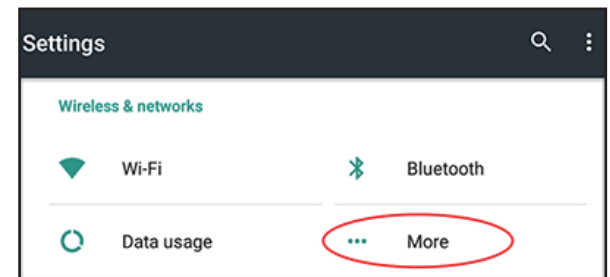 Settings
Wireless & networks
Wi-Fi
Bluetooth
Data usage
More